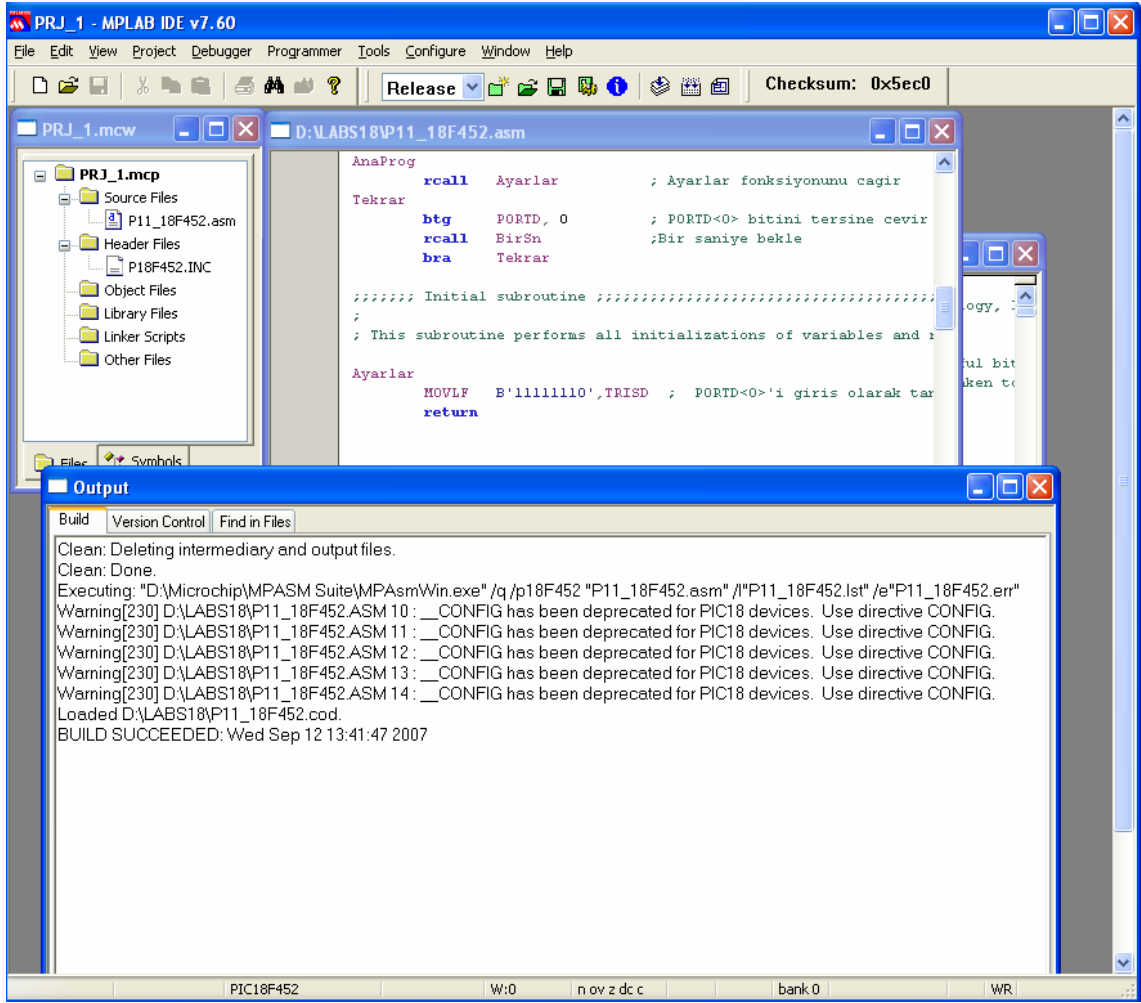 PRJ_1 - MPLAB IDE v7.60
File Edit View Project Debugger Programmer Tools Configure Window Help
Release Checksum: 0x5ec0
PRJ_1.mcw
PRJ_1.mcp
Source Files
P11_18F452.asm
Header Files
P18F452.INC
Object Files
Library Files
Linker Scripts
Other Files
Files Symbols
D:\LABS18\P11_18F452.asm
AnaProg
rcall Ayarlar ; Ayarlar fonksiyonunu cagir
Tekrar
btg PORTD, 0 ; PORTD<0> bitini tersine cevir
rcall BirSn ;Bir saniye bekle
bra Tekrar
;;;;;;; Initial subroutine ;;;;;;;;;;;;;;;;;;;;;;;;;;;;;;;;;;;;;;
;
; This subroutine performs all initializations of variables and r
Ayarlar
MOVLF B'11111110',TRISD ; PORTD<0>'i giris olarak tar
return
ogy,
ful bit
ken to
Output
Build Version Control Find in Files
Clean: Deleting intermediary and output files.
Clean: Done.
Executing: "D:\Microchip\MPASM Suite\MPAsmWin.exe" /q /p18F452 "P11_18F452.asm" /l"P11_18F452.lst" /e"P11_18F452.err"
Warning[230] D:\LABS18\P11_18F452.ASM 10 : __CONFIG has been deprecated for PIC18 devices. Use directive CONFIG.
Warning[230] D:\LABS18\P11_18F452.ASM 11 : __CONFIG has been deprecated for PIC18 devices. Use directive CONFIG.
Warning[230] D:\LABS18\P11_18F452.ASM 12 : __CONFIG has been deprecated for PIC18 devices. Use directive CONFIG.
Warning[230] D:\LABS18\P11_18F452.ASM 13 : __CONFIG has been deprecated for PIC18 devices. Use directive CONFIG.
Warning[230] D:\LABS18\P11_18F452.ASM 14 : __CONFIG has been deprecated for PIC18 devices. Use directive CONFIG.
Loaded D:\LABS18\P11_18F452.cod.
BUILD SUCCEEDED: Wed Sep 12 13:41:47 2007
PIC18F452 W:0 n ov z dc c bank 0 WR